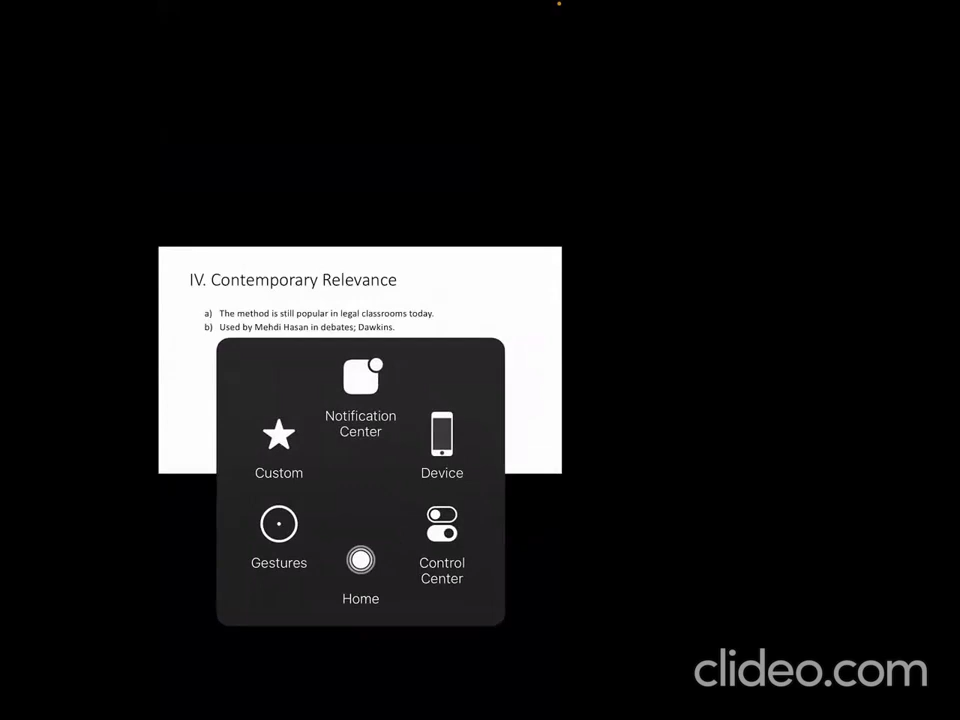 IV. Contemporary Relevance
a) The method is still popular in legal classrooms today.
b) Used by Mehdi Hasan in debates; Dawkins.
Notification
Center
Custom
Device
Gestures
Control
Center
Home
clideo.com